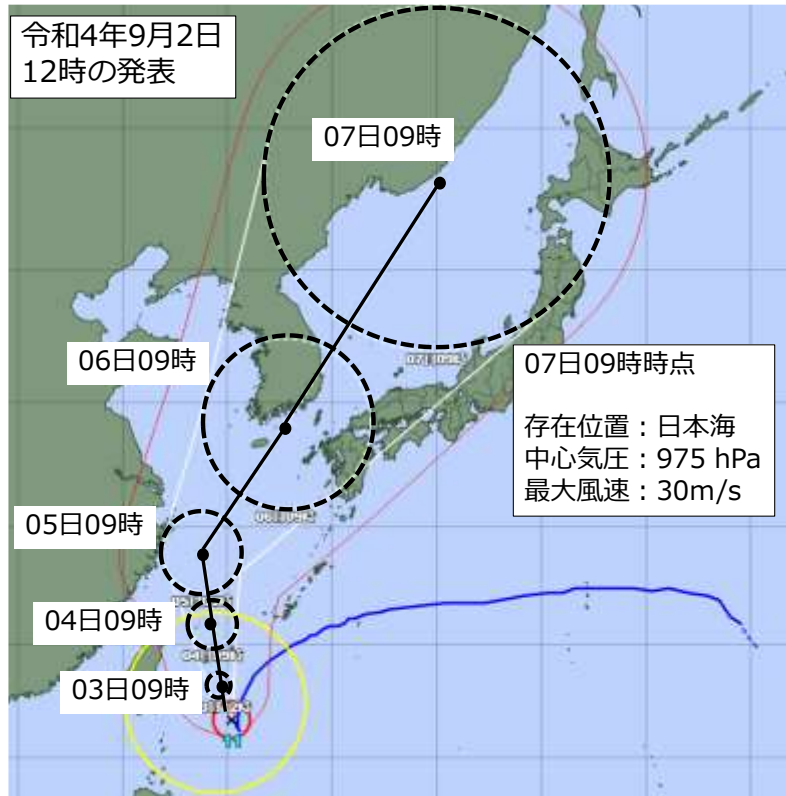 令和4年9月2日
12時の発表
07日09時
06日09時
07日09時時点
存在位置:日本海
中心気圧:975 hPa
最大風速:30m/s
05日09時
04日09時
03日09時
11